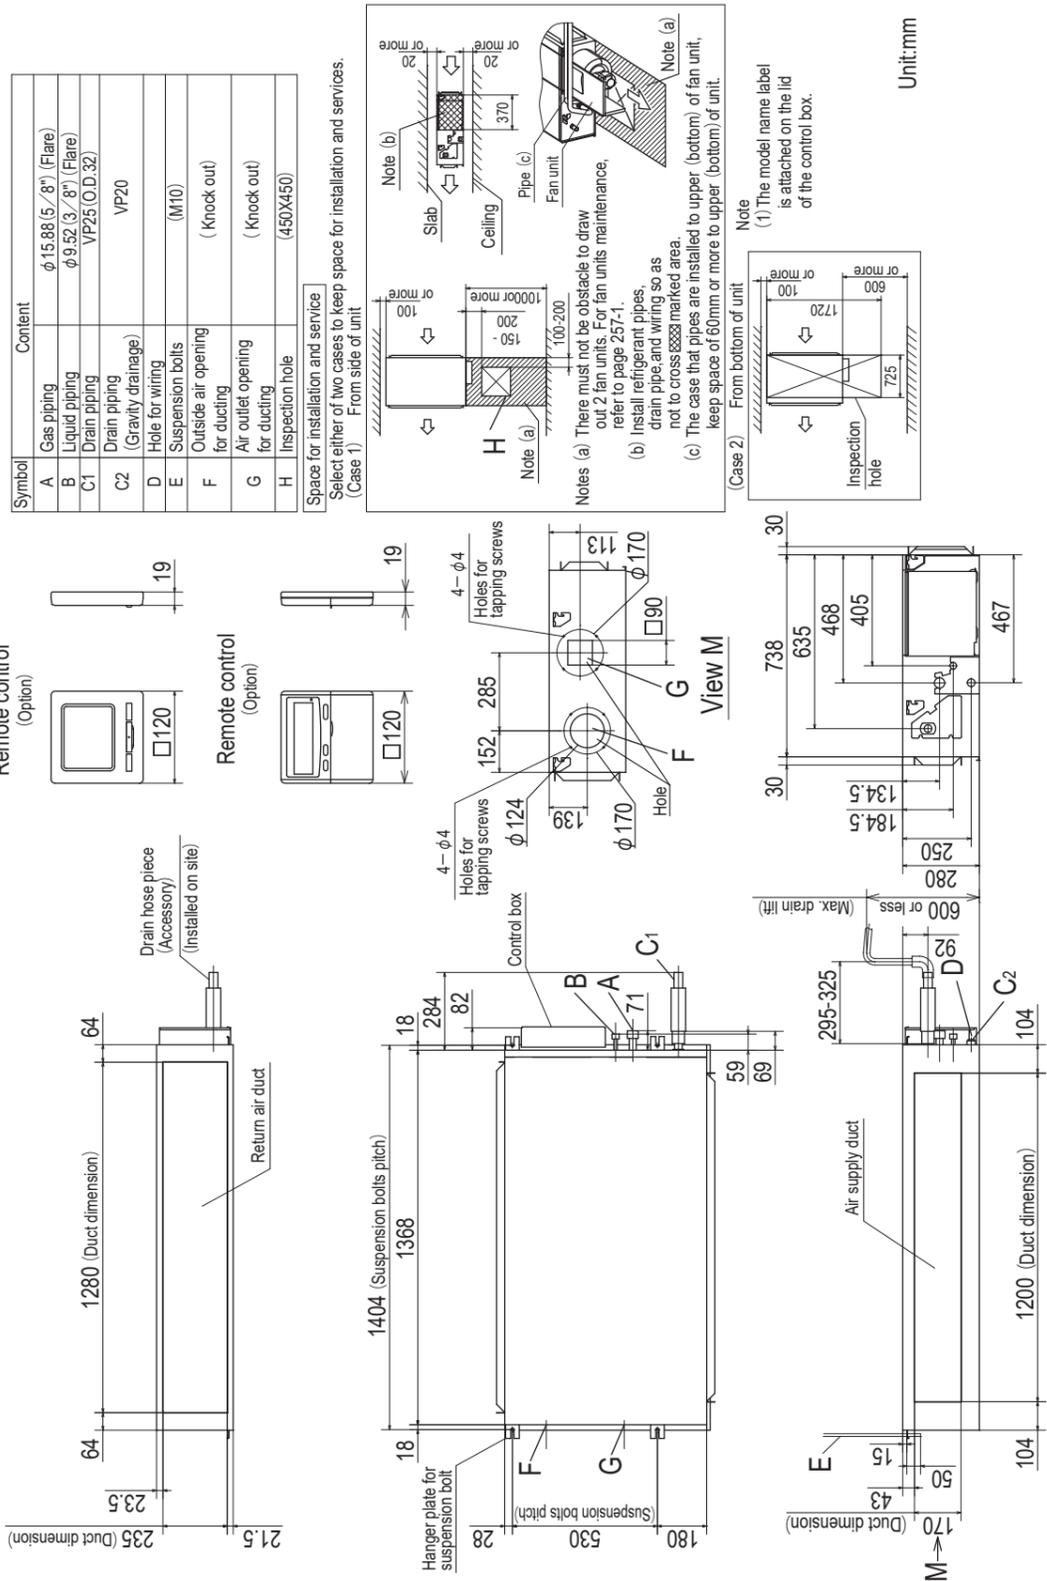 Symbol Content
A Gas piping φ15.88(5／8") (Flare)
B Liquid piping φ9.52(3／8") (Flare)
C1 Drain piping VP25(O.D.32)
C2 Drain piping
(Gravity drainage) VP20
D Hole for wiring
E Suspension bolts (M10)
F Outside air opening
for ducting (Knock out)
G Air outlet opening
for ducting (Knock out)
H Inspection hole (450X450)
Space for installation and service
Select either of two cases to keep space for installation and services.
(Case 1) From side of unit
100
or more
1000or more
150 -
200
100-200
H
Note (a)
Note (b)
Slab
Ceiling
20
or more
20
or more
370
Pipe (c)
Fan unit
Note (a)
Notes (a) There must not be obstacle to draw
out 2 fan units. For fan units maintenance,
refer to page 257-1.
(b) Install refrigerant pipes,
drain pipe,and wiring so as
not to cross marked area.
(c) The case that pipes are installed to upper (bottom) of fan unit,
keep space of 60mm or more to upper (bottom) of unit.
(Case 2) From bottom of unit
100
or more
1720
600
or more
725
Inspection
hole
Note
(1) The model name label
is attached on the lid
of the control box.
Unit:mm
Remote control
(Option)
□120
19
Remote control
(Option)
□120
19
4－φ4
Holes for
tapping screws
4－φ4
Holes for
tapping screws
152
285
113
φ170
□90
φ124
139
φ170
Hole
F
G
View M
30
738
30
635
468
405
467
134.5
184.5
250
280
64
1280 (Duct dimension)
64
23.5
(Duct dimension) 235
21.5
Return air duct
Drain hose piece
(Accessory)
(Installed on site)
1404 (Suspension bolts pitch)
18
1368
18
284
82
Control box
B
A
71
C1
59
69
Hanger plate for
suspension bolt
F
G
28
530
(Suspension bolts pitch)
180
600 or less
(Max. drain lift)
295-325
92
D
C2
104
1200 (Duct dimension)
104
Air supply duct
E
15
50
43
170
(Duct dimension)
M